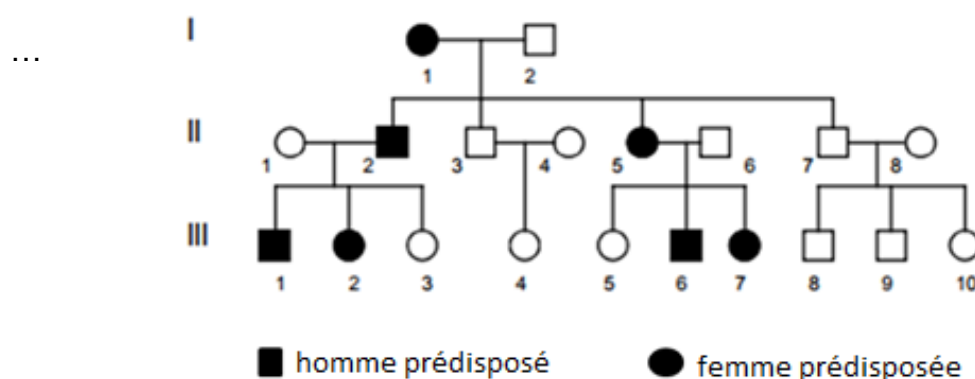 I
...
1 2
II
1 2 3 4 5 6 7 8
III
1 2 3 4 5 6 7 8 9 10
homme prédisposé femme prédisposée